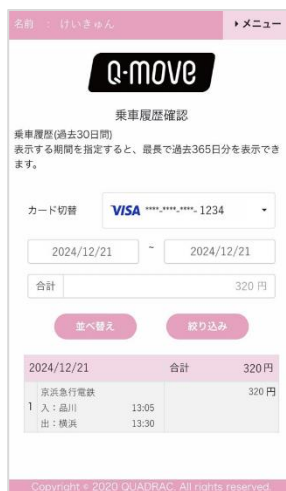 名前 : けいきゅん
メニュー
Q-move
乗車履歴確認
乗車履歴(過去30日間)
表示する期間を指定すると、最長で過去365日分を表示できます。
カード切替 VISA ****-****-****-1234
2024/12/21 ~ 2024/12/21
合計 320 円
並べ替え 絞り込み
2024/12/21 合計 320円
京浜急行電鉄 320 円
1 入:品川 13:05
出:横浜 13:30
Copyright © 2020 QUADRAC. All rights reserved.